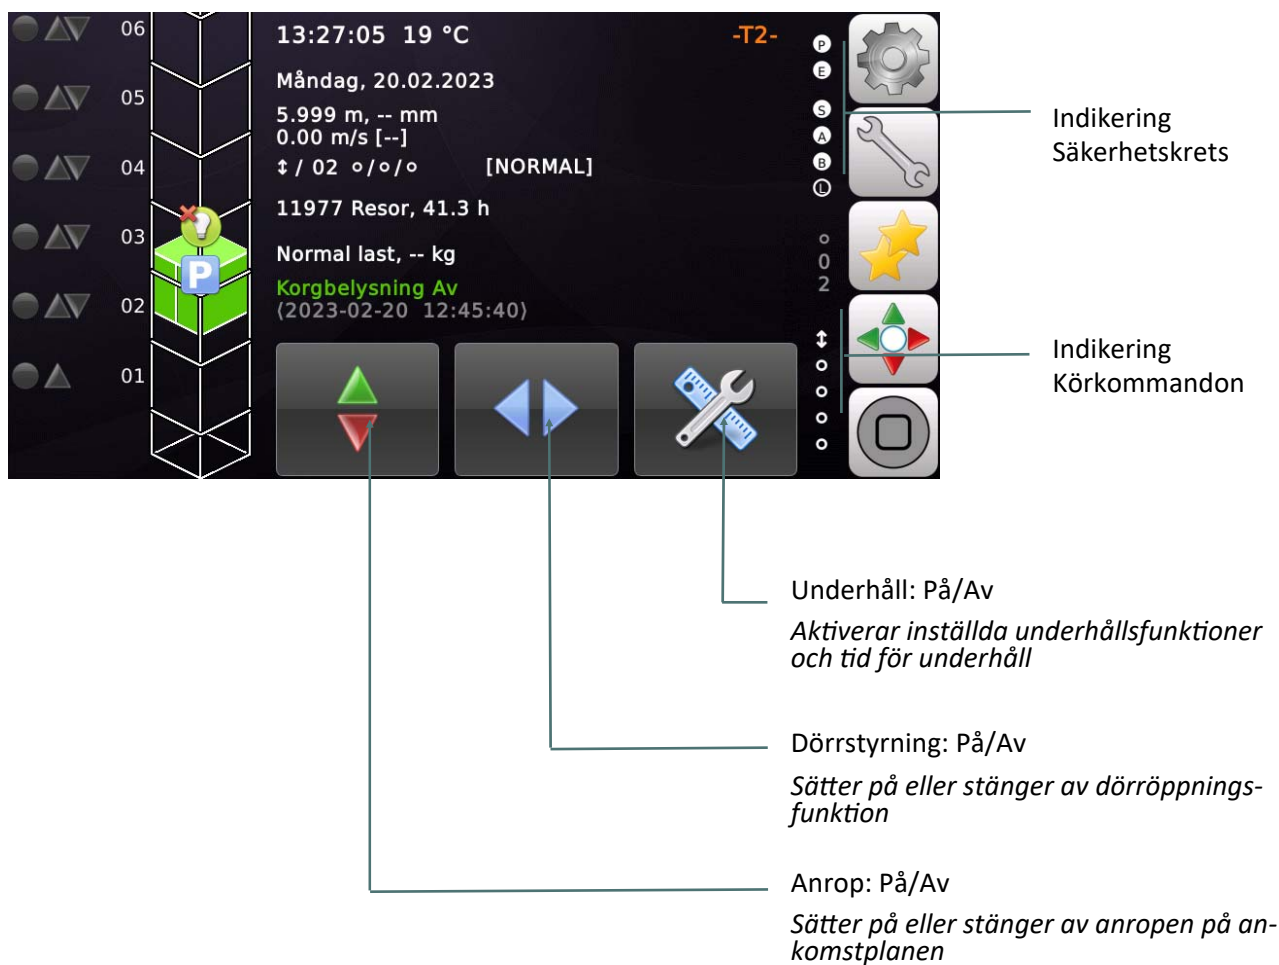 06
13:27:05 19 °C
-T2-
P
E
Måndag, 20.02.2023
05
5.999 m, -- mm
0.00 m/s [--]
S
A
B
L
04
↕ / 02 ○/○/○ [NORMAL]
11977 Resor, 41.3 h
03
P
Normal last, -- kg
0
2
Korgbelysning Av
(2023-02-20 12:45:40)
02
01
Indikering
Säkerhetskrets
Indikering
Körkommandon
Underhåll: På/Av
Aktiverar inställda underhållsfunktioner
och tid för underhåll
Dörrstyrning: På/Av
Sätter på eller stänger av dörröppnings-
funktion
Anrop: På/Av
Sätter på eller stänger av anropen på an-
komstplanen